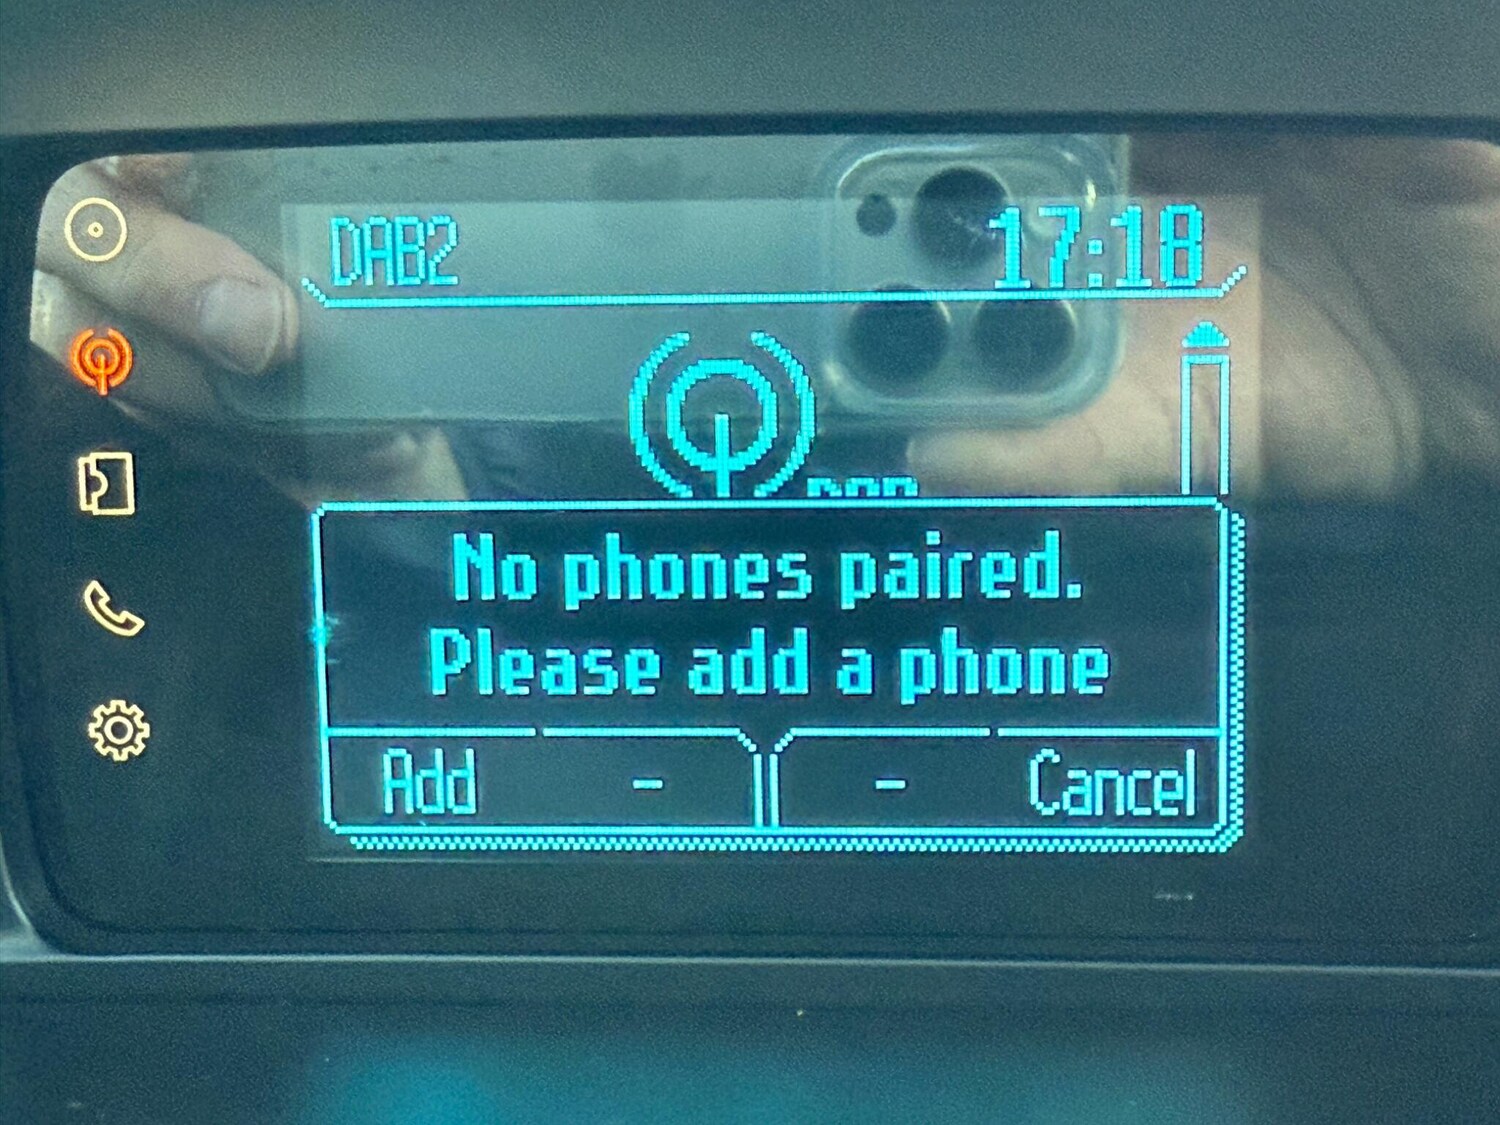 DAB2 17:18
No phones paired.
Please add a phone
Add - - Cancel